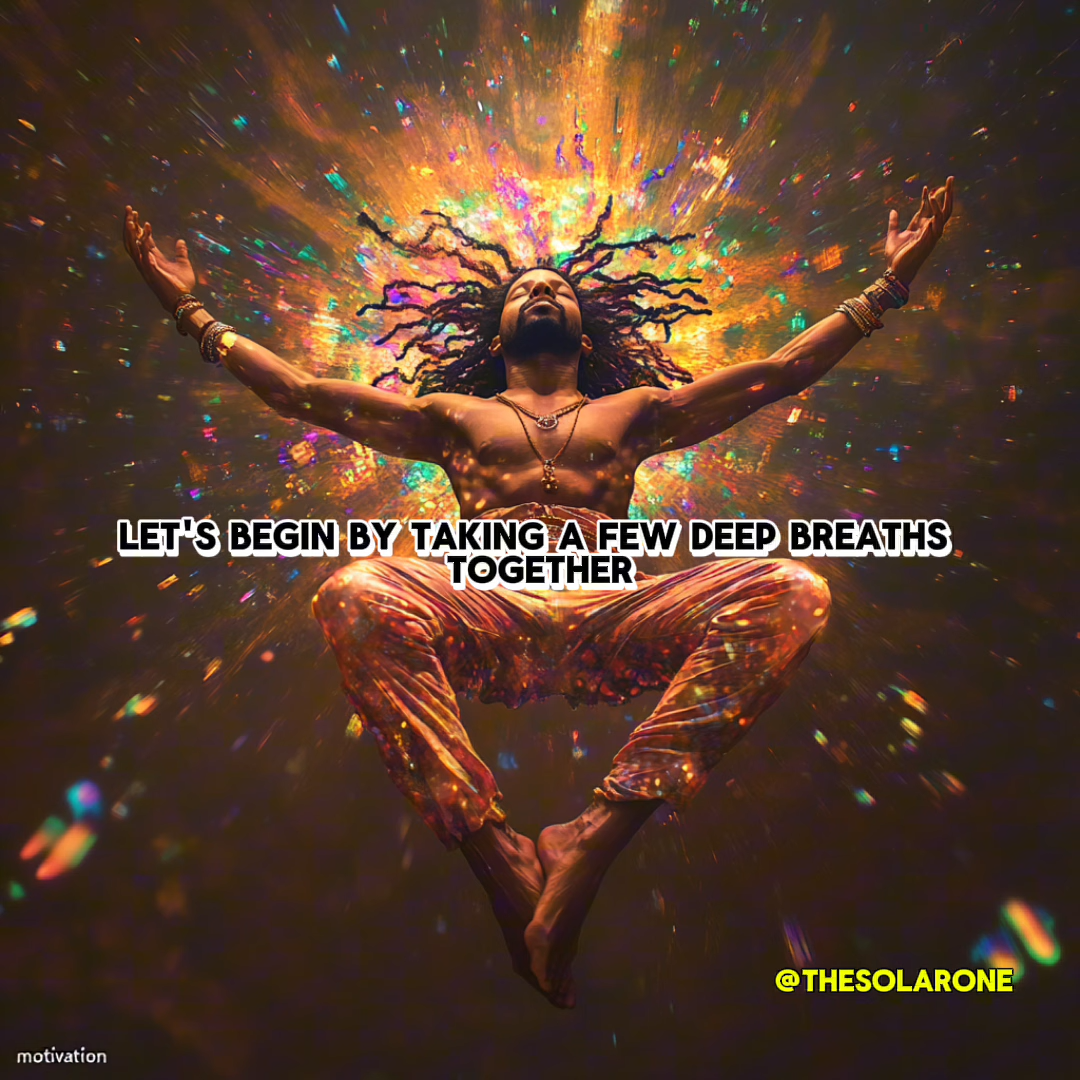 LET'S BEGIN BY TAKING A FEW DEEP BREATHS
TOGETHER
@THESOLARONE
motivation